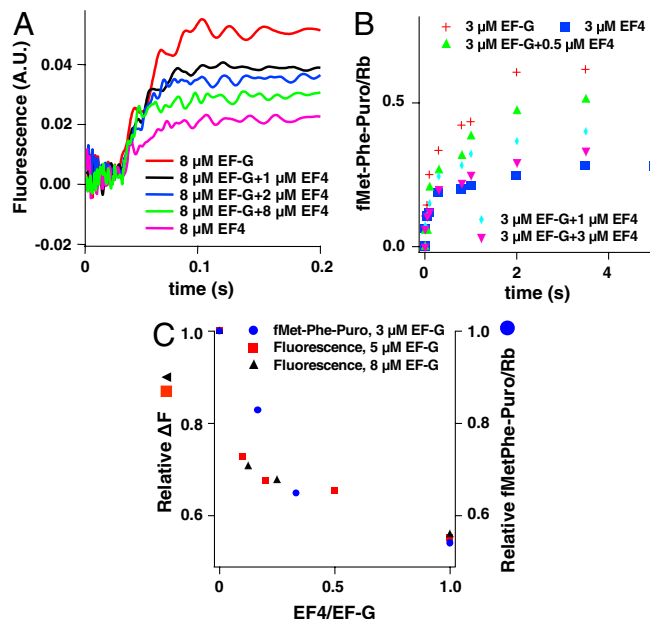 A
Fluorescence (A.U.)
0.04
0.02
0.00
-0.02
8 µM EF-G
8 µM EF-G+1 µM EF4
8 µM EF-G+2 µM EF4
8 µM EF-G+8 µM EF4
8 µM EF4
0
0.1
0.2
time (s)
B
fMet-Phe-Puro/Rb
0.5
0.0
3 µM EF-G
3 µM EF4
3 µM EF-G+0.5 µM EF4
3 µM EF-G+1 µM EF4
3 µM EF-G+3 µM EF4
0
2
4
time (s)
C
Relative ΔF
1.0
0.8
0.6
fMet-Phe-Puro, 3 µM EF-G
Fluorescence, 5 µM EF-G
Fluorescence, 8 µM EF-G
1.0
0.8
0.6
Relative fMetPhe-Puro/Rb
0.0
0.5
1.0
EF4/EF-G